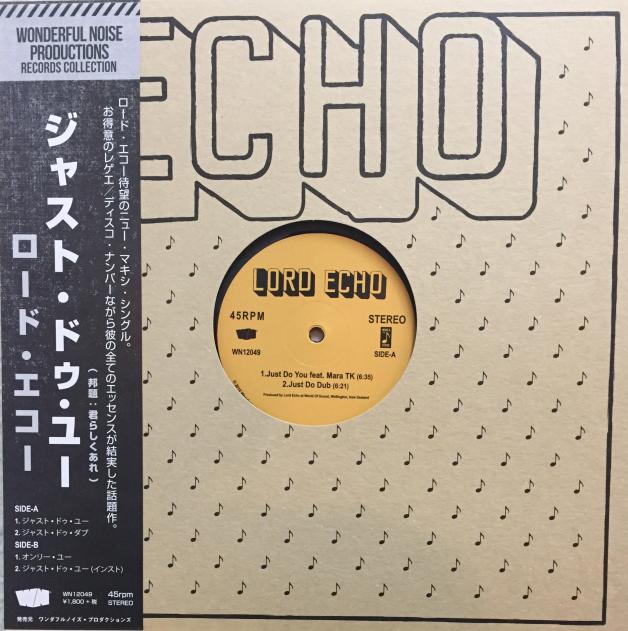 WONDERFUL NOISE
PRODUCTIONS
RECORDS COLLECTION
ロード・エコー待望のニュー・マキシ・シングル。
お得意のレゲエ/ディスコ・ナンバーながら彼の全てのエッセンスが結実した話題作。
ジャスト・ドゥ・ユー
(邦題:君らしくあれ)
ロード・エコー
SIDE-A
1. ジャスト・ドゥ・ユー
2. ジャスト・ドゥ・ダブ
SIDE-B
1. オンリー・ユー
2. ジャスト・ドゥ・ユー (インスト)
WN12049
¥1,800+税
45rpm
STEREO
発売元 ワンダフルノイズ・プロダクションズ
ECHO
LORD ECHO
45RPM
STEREO
WN12049
SIDE-A
1.Just Do You feat. Mara TK (6:35)
2.Just Do Dub (6:21)
Produced by Lord Echo at World Of Sound, Wellington, New Zealand